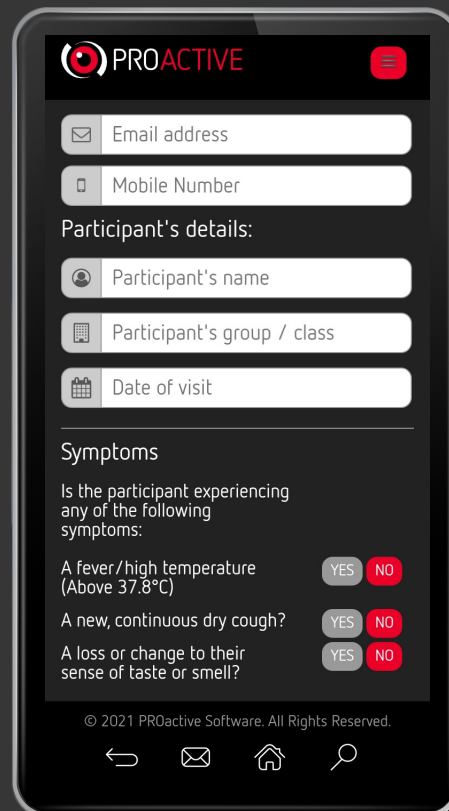 PROACTIVE
Email address
Mobile Number
Participant's details:
Participant's name
Participant's group / class
Date of visit
Symptoms
Is the participant experiencing
any of the following
symptoms:
A fever/high temperature
(Above 37.8°C)
YES NO
A new, continuous dry cough?
YES NO
A loss or change to their
sense of taste or smell?
YES NO
© 2021 PROactive Software. All Rights Reserved.